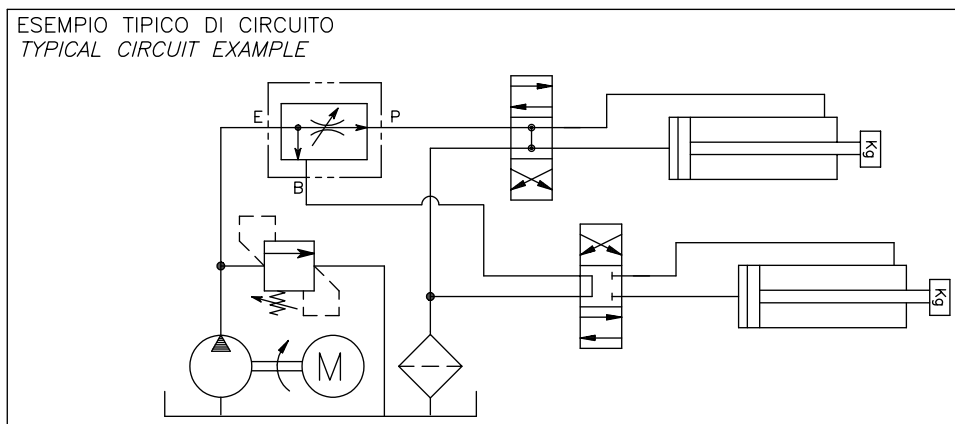 ESEMPIO TIPICO DI CIRCUITO
TYPICAL CIRCUIT EXAMPLE
E
P
B
Kg
Kg
M